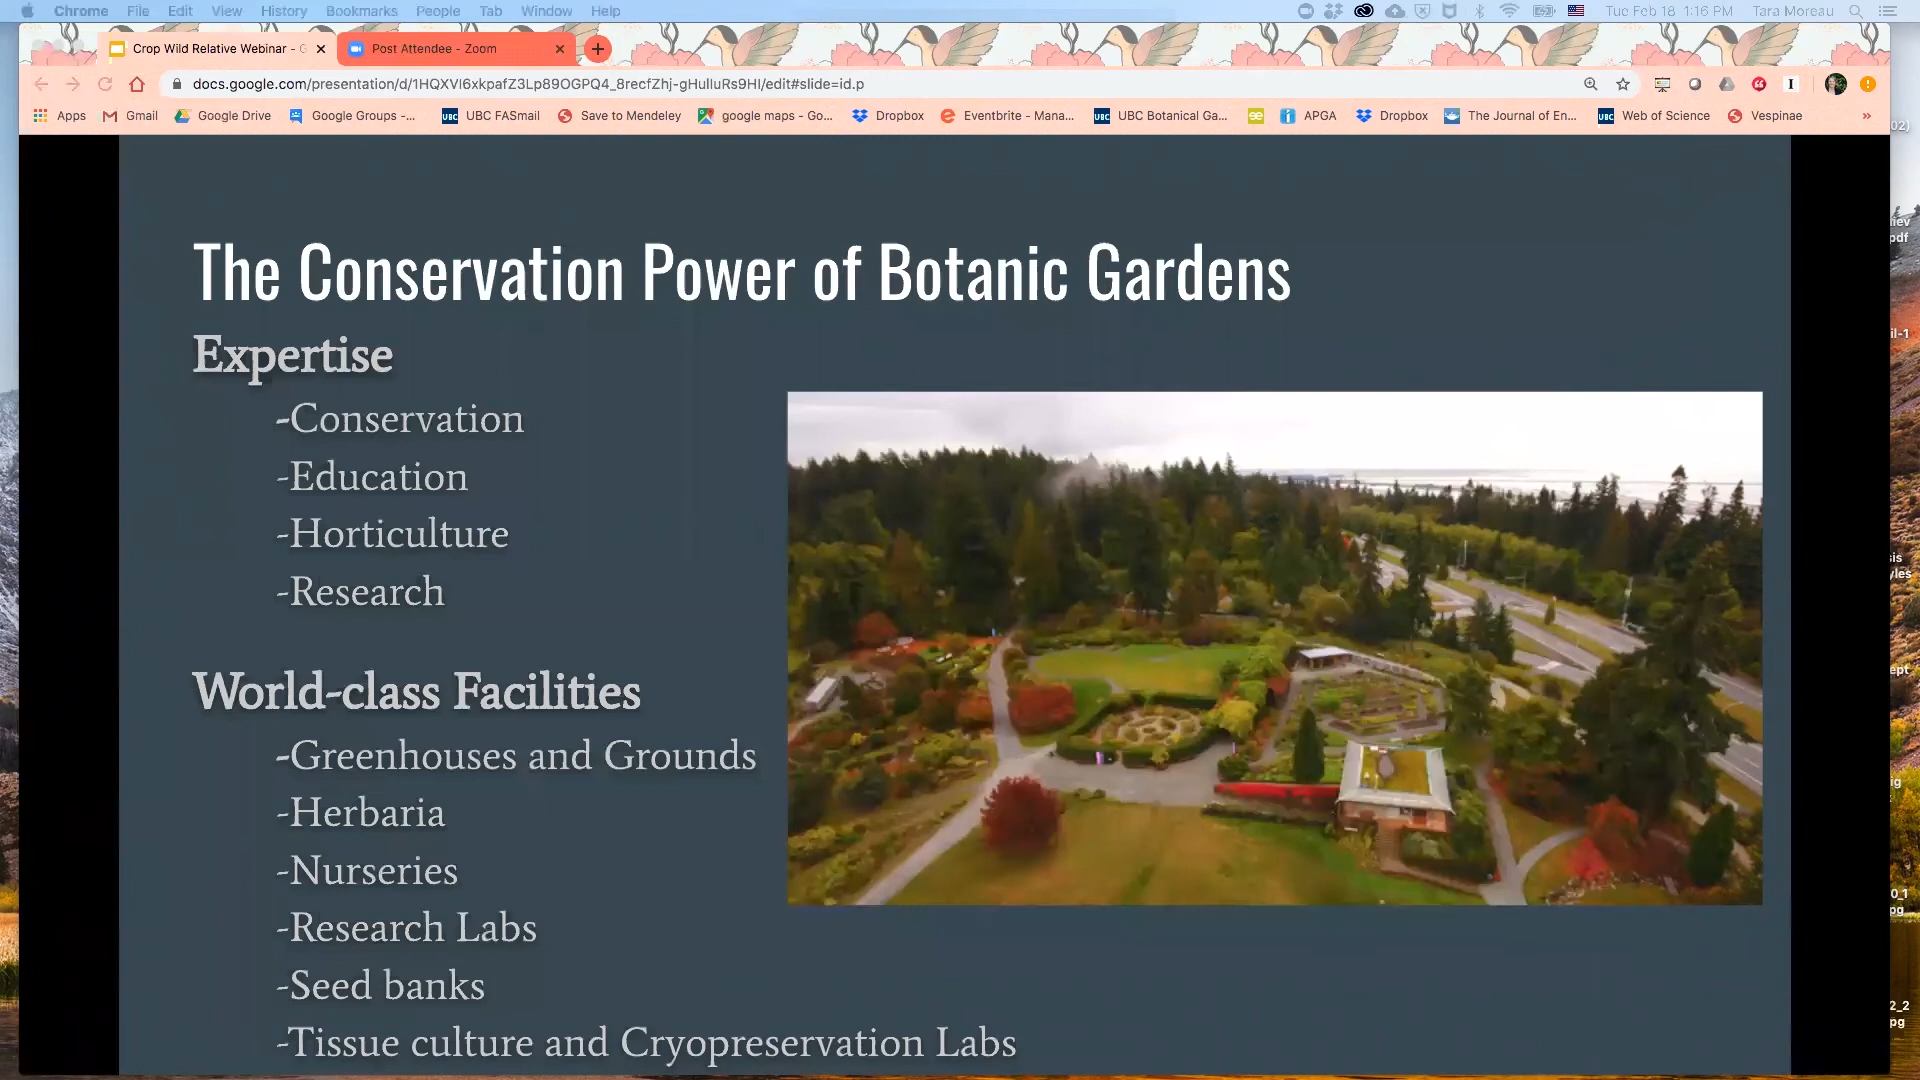 Chrome File Edit View History Bookmarks People Tab Window Help Tue Feb 18 1:16 PM Tara Moreau
Crop Wild Relative Webinar - G Post Attendee - Zoom
docs.google.com/presentation/d/1HQXVl6xkpafZ3Lp89OGPQ4_8recfZhj-gHulluRs9HI/edit#slide=id.p
Apps Gmail Google Drive Google Groups -... UBC FASmail Save to Mendeley google maps - Go... Dropbox Eventbrite - Mana... UBC Botanical Ga... APGA Dropbox The Journal of En... Web of Science Vespinae »
The Conservation Power of Botanic Gardens
Expertise
-Conservation
-Education
-Horticulture
-Research
World-class Facilities
-Greenhouses and Grounds
-Herbaria
-Nurseries
-Research Labs
-Seed banks
-Tissue culture and Cryopreservation Labs